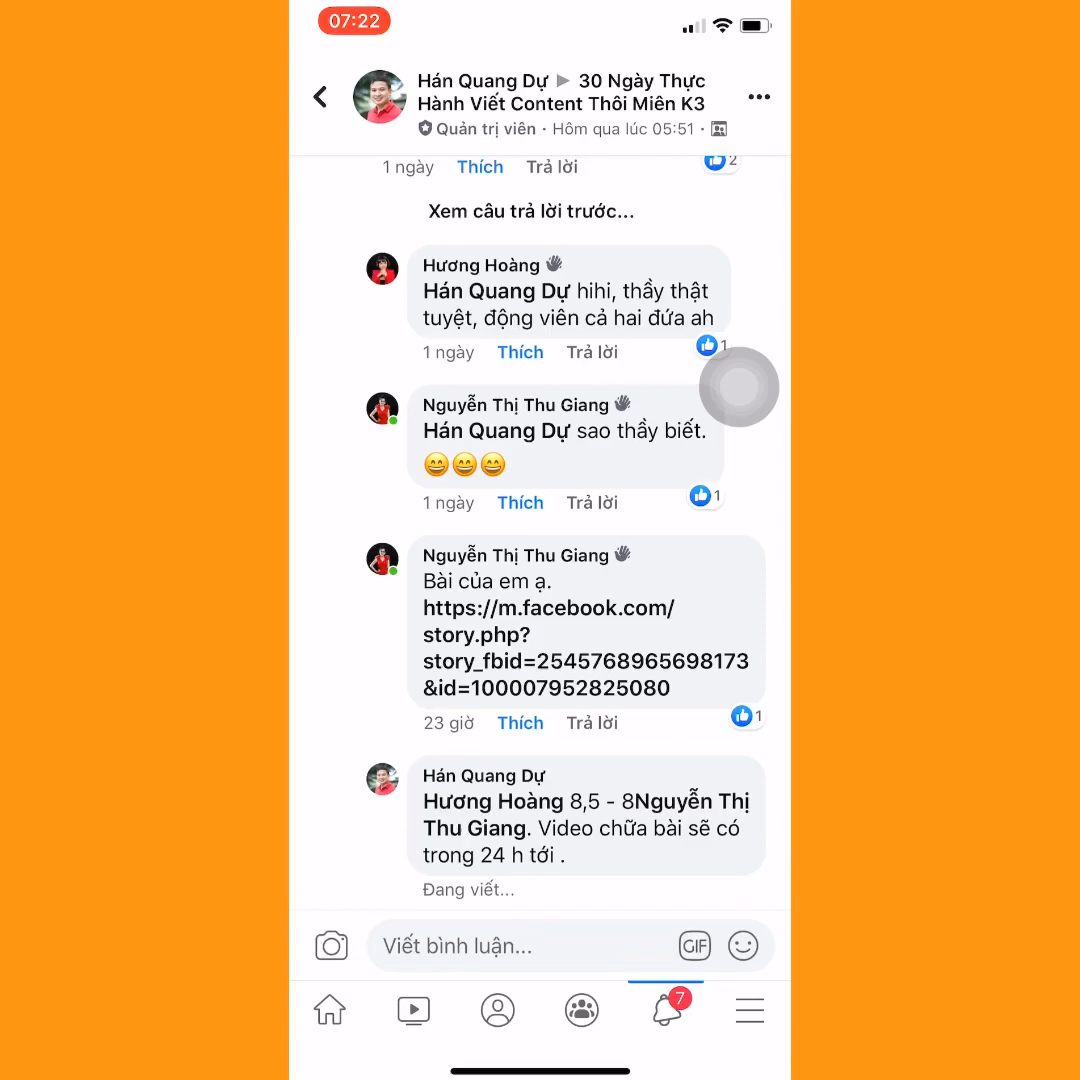 07:22
Hán Quang Dự ▶ 30 Ngày Thực
Hành Viết Content Thôi Miên K3
Quản trị viên · Hôm qua lúc 05:51 ·
1 ngày Thích Trả lời 2
Xem câu trả lời trước...
Hương Hoàng
Hán Quang Dự hihi, thầy thật
tuyệt, động viên cả hai đứa ah
1 ngày Thích Trả lời 1
Nguyễn Thị Thu Giang
Hán Quang Dự sao thầy biết.
😄😄😄
1 ngày Thích Trả lời 1
Nguyễn Thị Thu Giang
Bài của em ạ.
https://m.facebook.com/
story.php?
story_fbid=2545768965698173
&id=100007952825080
23 giờ Thích Trả lời 1
Hán Quang Dự
Hương Hoàng 8,5 - 8Nguyễn Thị
Thu Giang. Video chữa bài sẽ có
trong 24 h tới .
Đang viết...
Viết bình luận... GIF
7